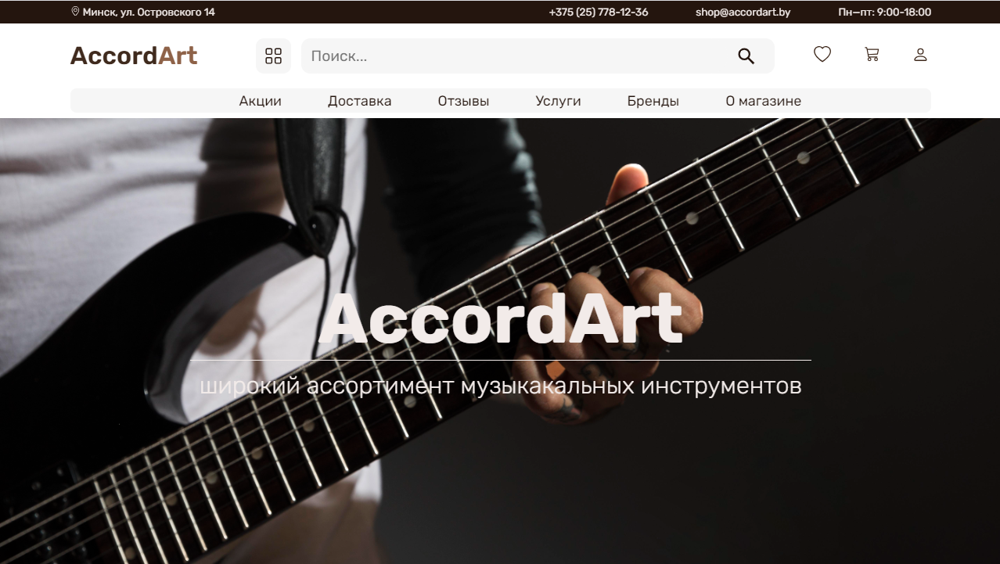 Минск, ул. Островского 14 +375 (25) 778-12-36 shop@accordart.by Пн—пт: 9:00-18:00
AccordArt Поиск...
Акции Доставка Отзывы Услуги Бренды О магазине
AccordArt
широкий ассортимент музыкакальных инструментов